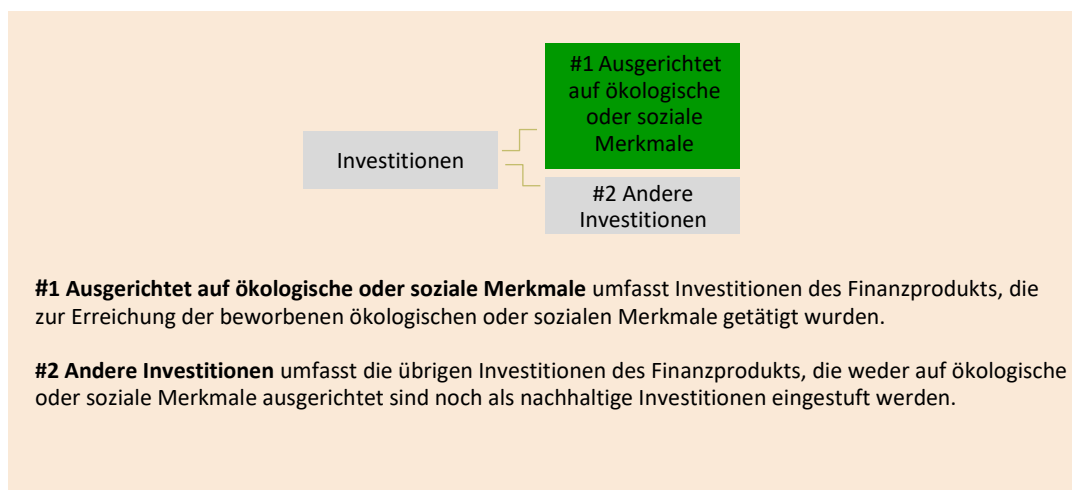 #1 Ausgerichtet
auf ökologische
oder soziale
Merkmale
Investitionen
#2 Andere
Investitionen
#1 Ausgerichtet auf ökologische oder soziale Merkmale umfasst Investitionen des Finanzprodukts, die
zur Erreichung der beworbenen ökologischen oder sozialen Merkmale getätigt wurden.
#2 Andere Investitionen umfasst die übrigen Investitionen des Finanzprodukts, die weder auf ökologische
oder soziale Merkmale ausgerichtet sind noch als nachhaltige Investitionen eingestuft werden.